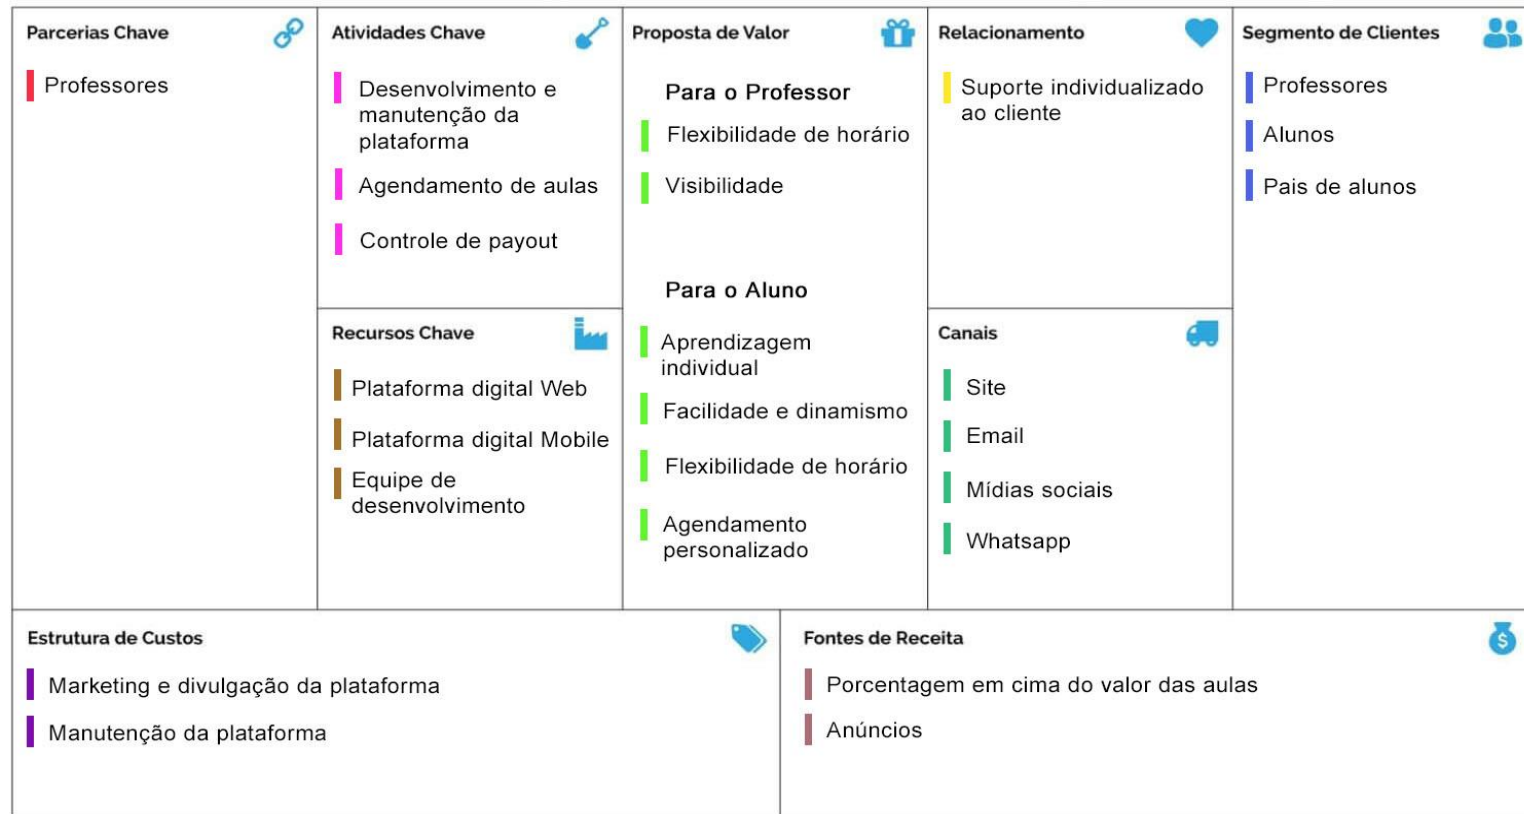 Parcerias Chave
Professores
Atividades Chave
Desenvolvimento e
manutenção da
plataforma
Agendamento de aulas
Controle de payout
Recursos Chave
Plataforma digital Web
Plataforma digital Mobile
Equipe de
desenvolvimento
Proposta de Valor
Para o Professor
Flexibilidade de horário
Visibilidade
Para o Aluno
Aprendizagem
individual
Facilidade e dinamismo
Flexibilidade de horário
Agendamento
personalizado
Relacionamento
Suporte individualizado
ao cliente
Canais
Site
Email
Mídias sociais
Whatsapp
Segmento de Clientes
Professores
Alunos
Pais de alunos
Estrutura de Custos
Marketing e divulgação da plataforma
Manutenção da plataforma
Fontes de Receita
$
Porcentagem em cima do valor das aulas
Anúncios